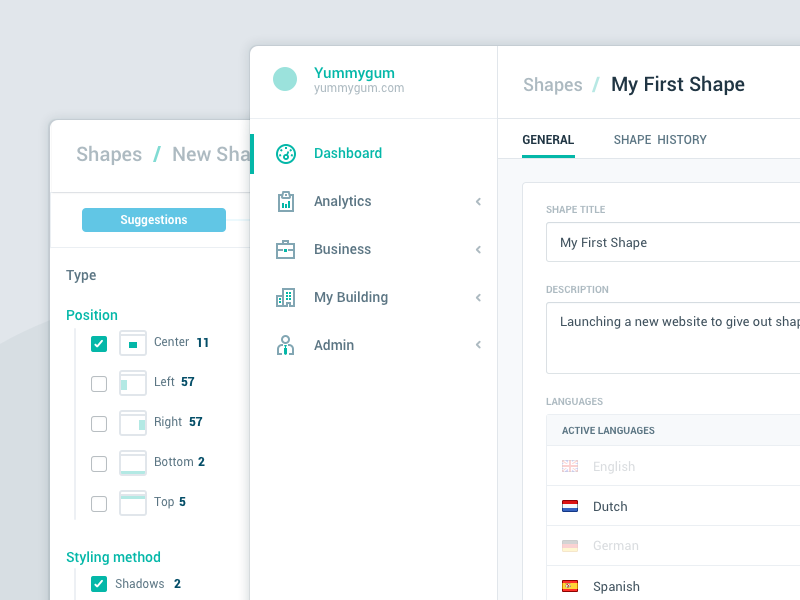 Shapes / New Sha
Suggestions
Type
Position
Center 11
Left 57
Right 57
Bottom 2
Top 5
Styling method
Shadows 2
Yummygum
yummygum.com
Dashboard
Analytics
Business
My Building
Admin
Shapes / My First Shape
GENERAL SHAPE HISTORY
SHAPE TITLE
My First Shape
DESCRIPTION
Launching a new website to give out shap
LANGUAGES
ACTIVE LANGUAGES
English
Dutch
German
Spanish